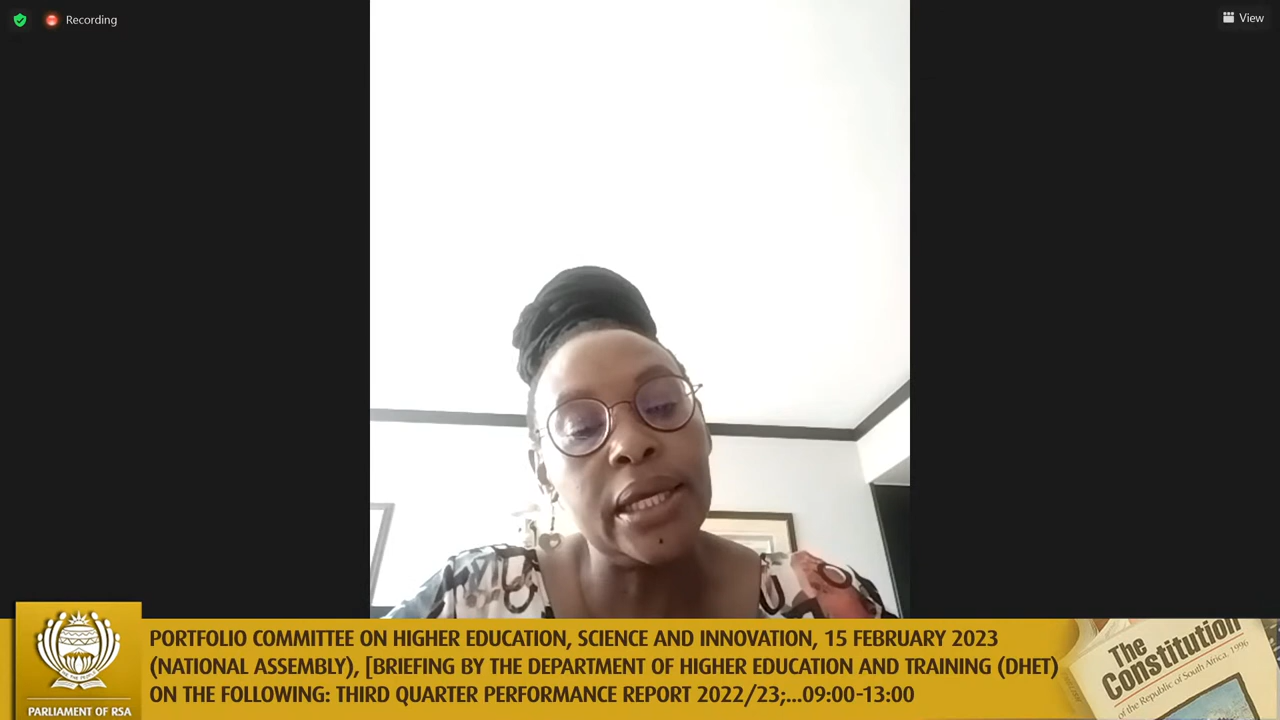 Recording
View
PORTFOLIO COMMITTEE ON HIGHER EDUCATION, SCIENCE AND INNOVATION, 15 FEBRUARY 2023
(NATIONAL ASSEMBLY), [BRIEFING BY THE DEPARTMENT OF HIGHER EDUCATION AND TRAINING (DHET)
ON THE FOLLOWING: THIRD QUARTER PERFORMANCE REPORT 2022/23;...09:00-13:00
PARLIAMENT OF RSA
The
Constitution
of the Republic of South Africa, 1996